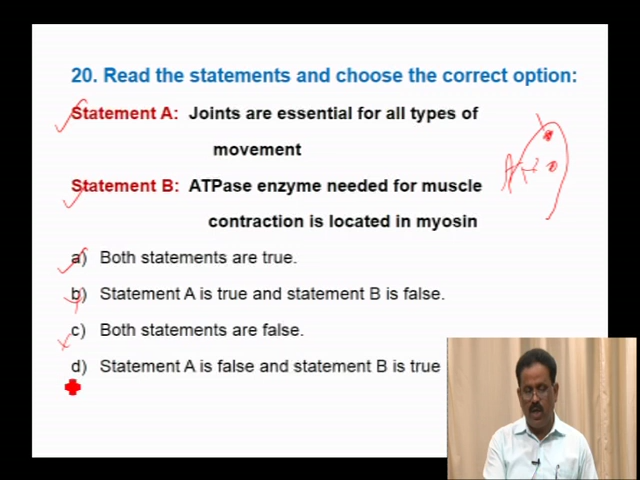 20. Read the statements and choose the correct option:
Statement A: Joints are essential for all types of
movement
Statement B: ATPase enzyme needed for muscle
contraction is located in myosin
a) Both statements are true.
b) Statement A is true and statement B is false.
c) Both statements are false.
d) Statement A is false and statement B is true